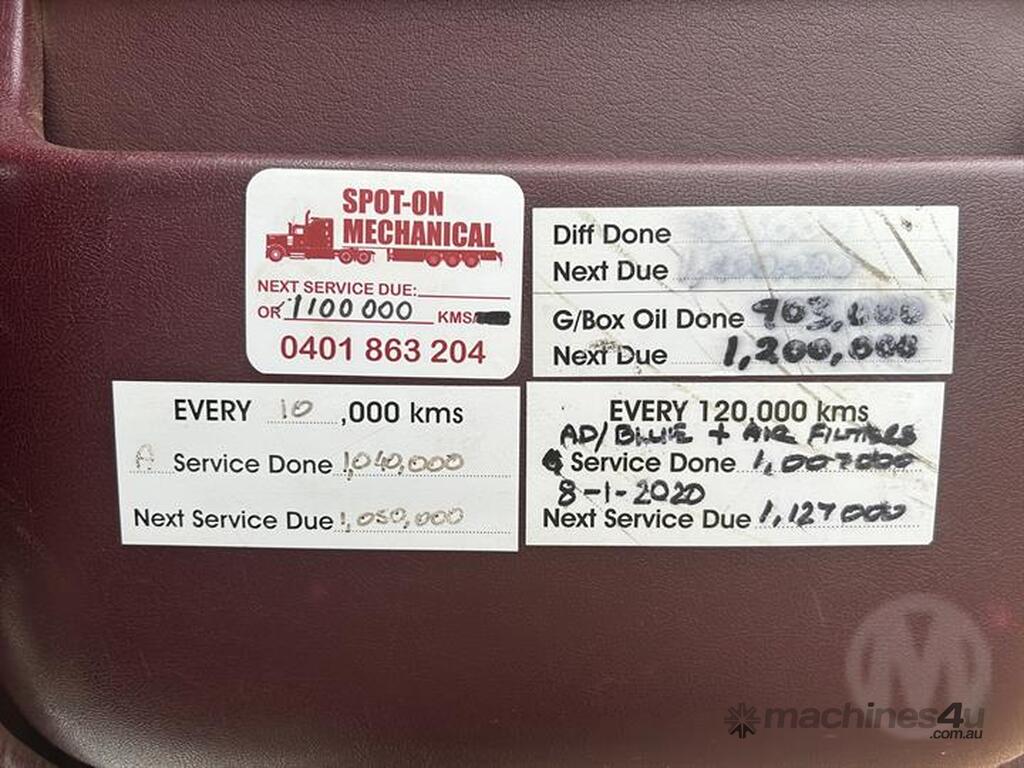 SPOT-ON
MECHANICAL
NEXT SERVICE DUE:
OR 1100 000 KMS/
0401 863 204
Diff Done
Next Due
G/Box Oil Done 903,000
Next Due 1,200,000
EVERY 10 ,000 kms
A Service Done 1,040,000
Next Service Due 1,050,000
EVERY 120,000 kms
AD/BLUE + AIR FILTERS
Service Done 1,007000
8-1-2020
Next Service Due 1,127000
M
machines4u
.com.au